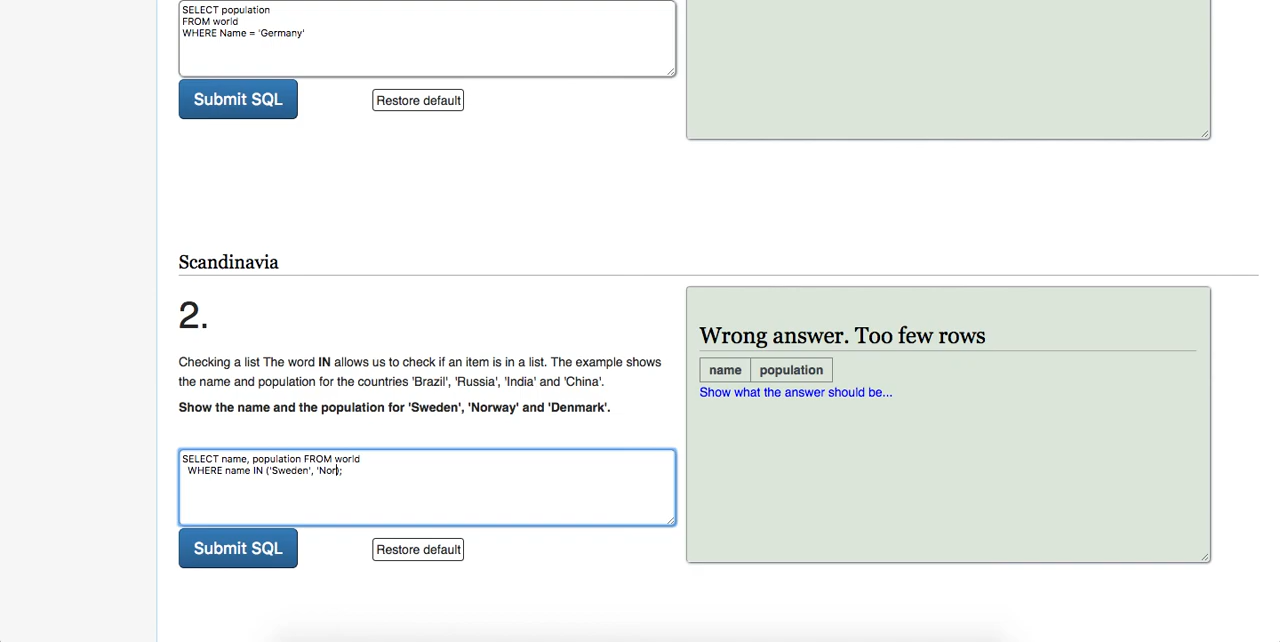 SELECT population
FROM world
WHERE Name = 'Germany'
Submit SQL
Restore default
Scandinavia
2.
Checking a list The word IN allows us to check if an item is in a list. The example shows
the name and population for the countries 'Brazil', 'Russia', 'India' and 'China'.
Show the name and the population for 'Sweden', 'Norway' and 'Denmark'.
SELECT name, population FROM world
WHERE name IN ('Sweden', 'Nor);
Submit SQL
Restore default
Wrong answer. Too few rows
name population
Show what the answer should be...